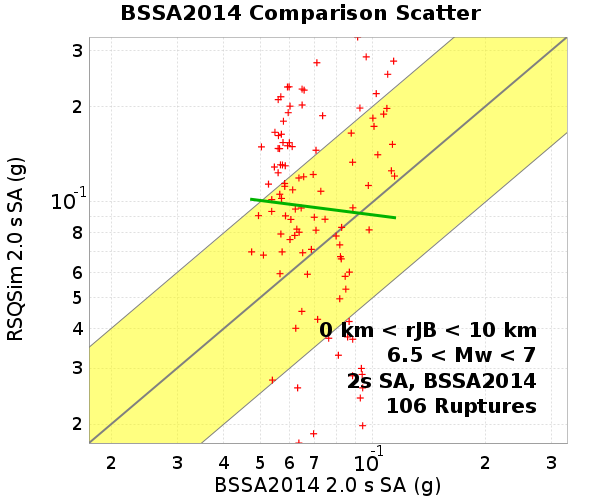 BSSA2014 Comparison Scatter
RSQSim 2.0 s SA (g)
3
2
10-1
8
6
5
4
3
2
0 km < rJB < 10 km
6.5 < Mw < 7
2s SA, BSSA2014
106 Ruptures
2 3 4 5 6 7 10-1 2 3
BSSA2014 2.0 s SA (g)